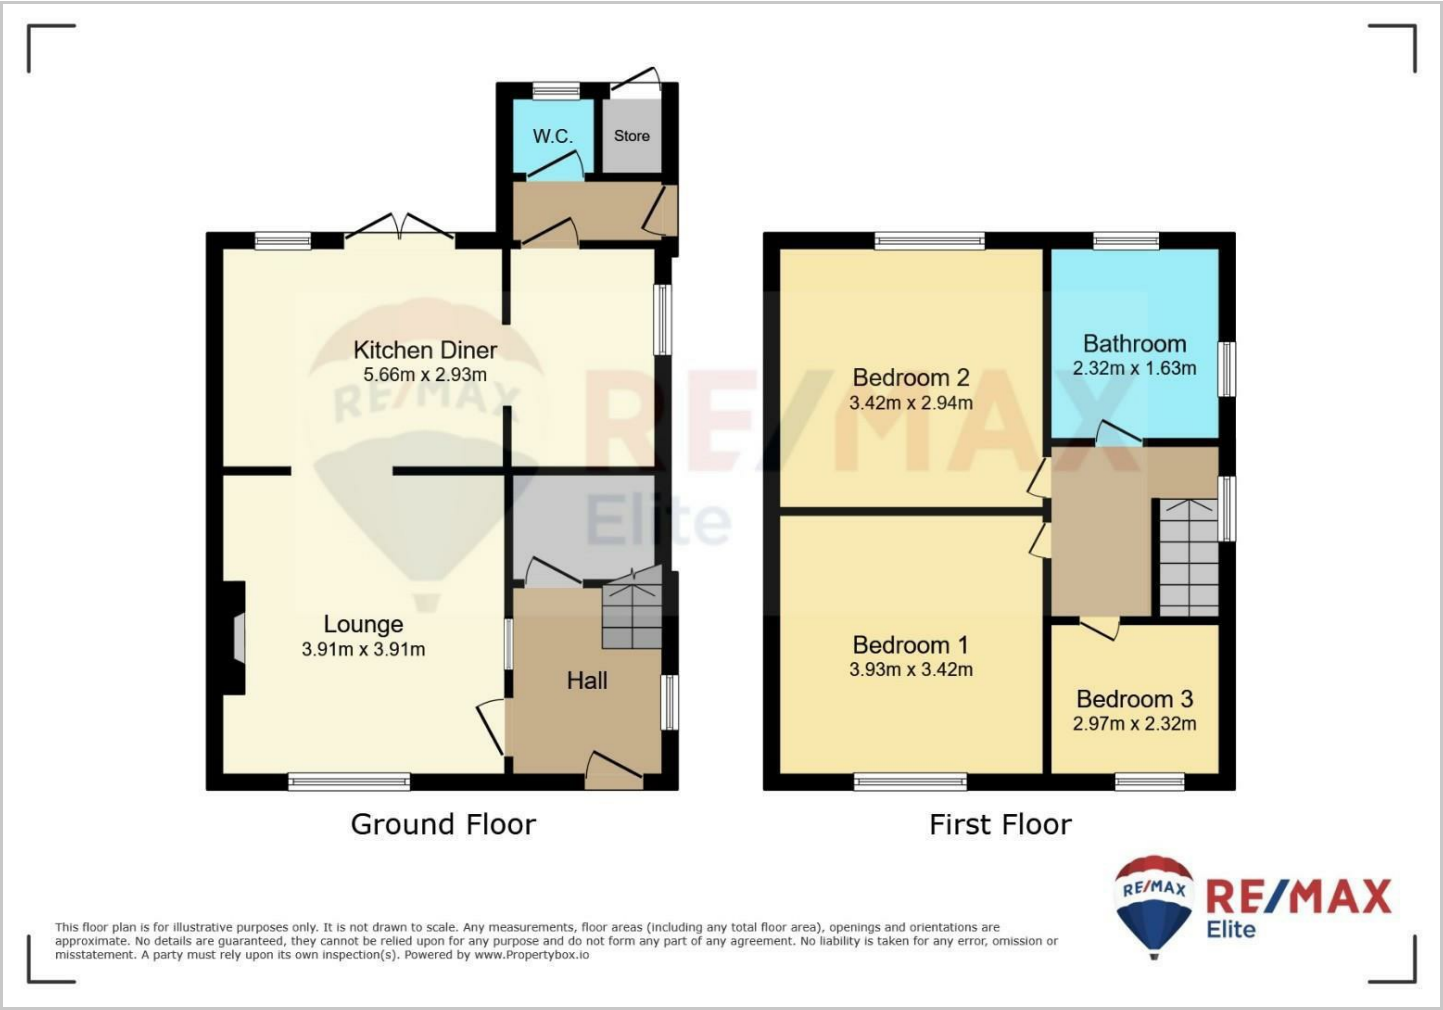 W.C.
Store
Kitchen Diner
5.66m x 2.93m
Lounge
3.91m x 3.91m
Hall
Ground Floor
Bedroom 2
3.42m x 2.94m
Bathroom
2.32m x 1.63m
Bedroom 1
3.93m x 3.42m
Bedroom 3
2.97m x 2.32m
First Floor
RE/MAX
RE/MAX
Elite
RE/MAX
RE/MAX
Elite
This floor plan is for illustrative purposes only. It is not drawn to scale. Any measurements, floor areas (including any total floor area), openings and orientations are
approximate. No details are guaranteed, they cannot be relied upon for any purpose and do not form any part of any agreement. No liability is taken for any error, omission or
misstatement. A party must rely upon its own inspection(s). Powered by www.Propertybox.io